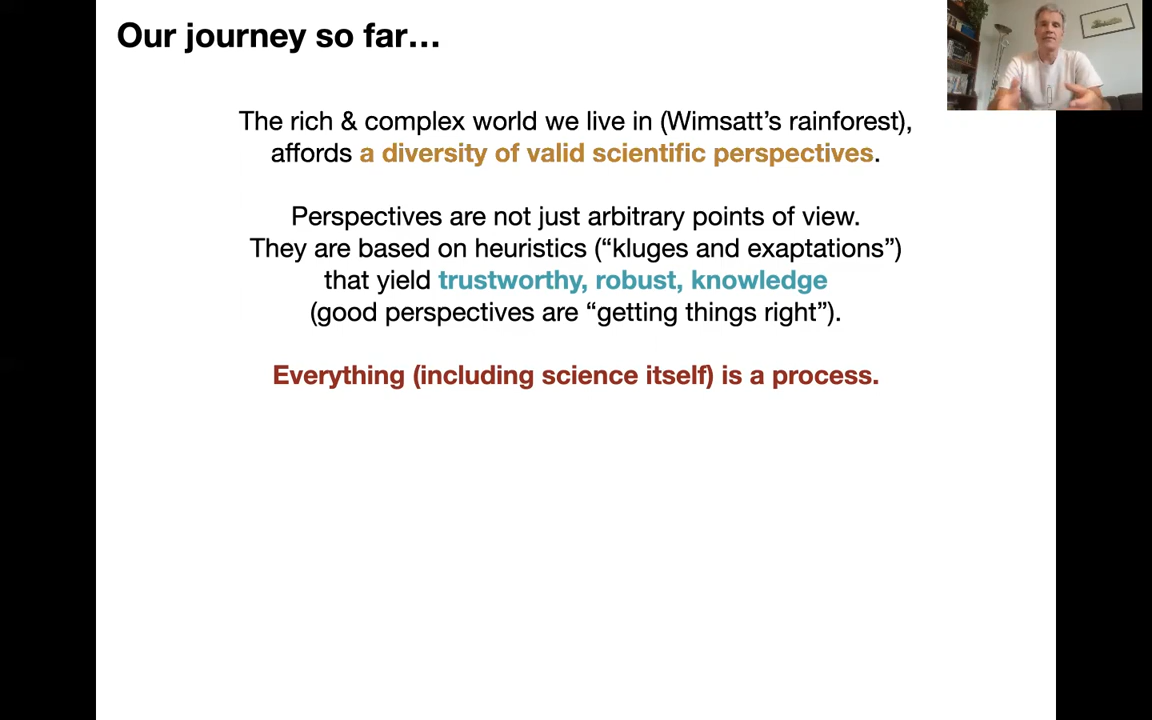 Our journey so far…
The rich & complex world we live in (Wimsatt’s rainforest),
affords a diversity of valid scientific perspectives.
Perspectives are not just arbitrary points of view.
They are based on heuristics (“kluges and exaptations”)
that yield trustworthy, robust, knowledge
(good perspectives are “getting things right”).
Everything (including science itself) is a process.